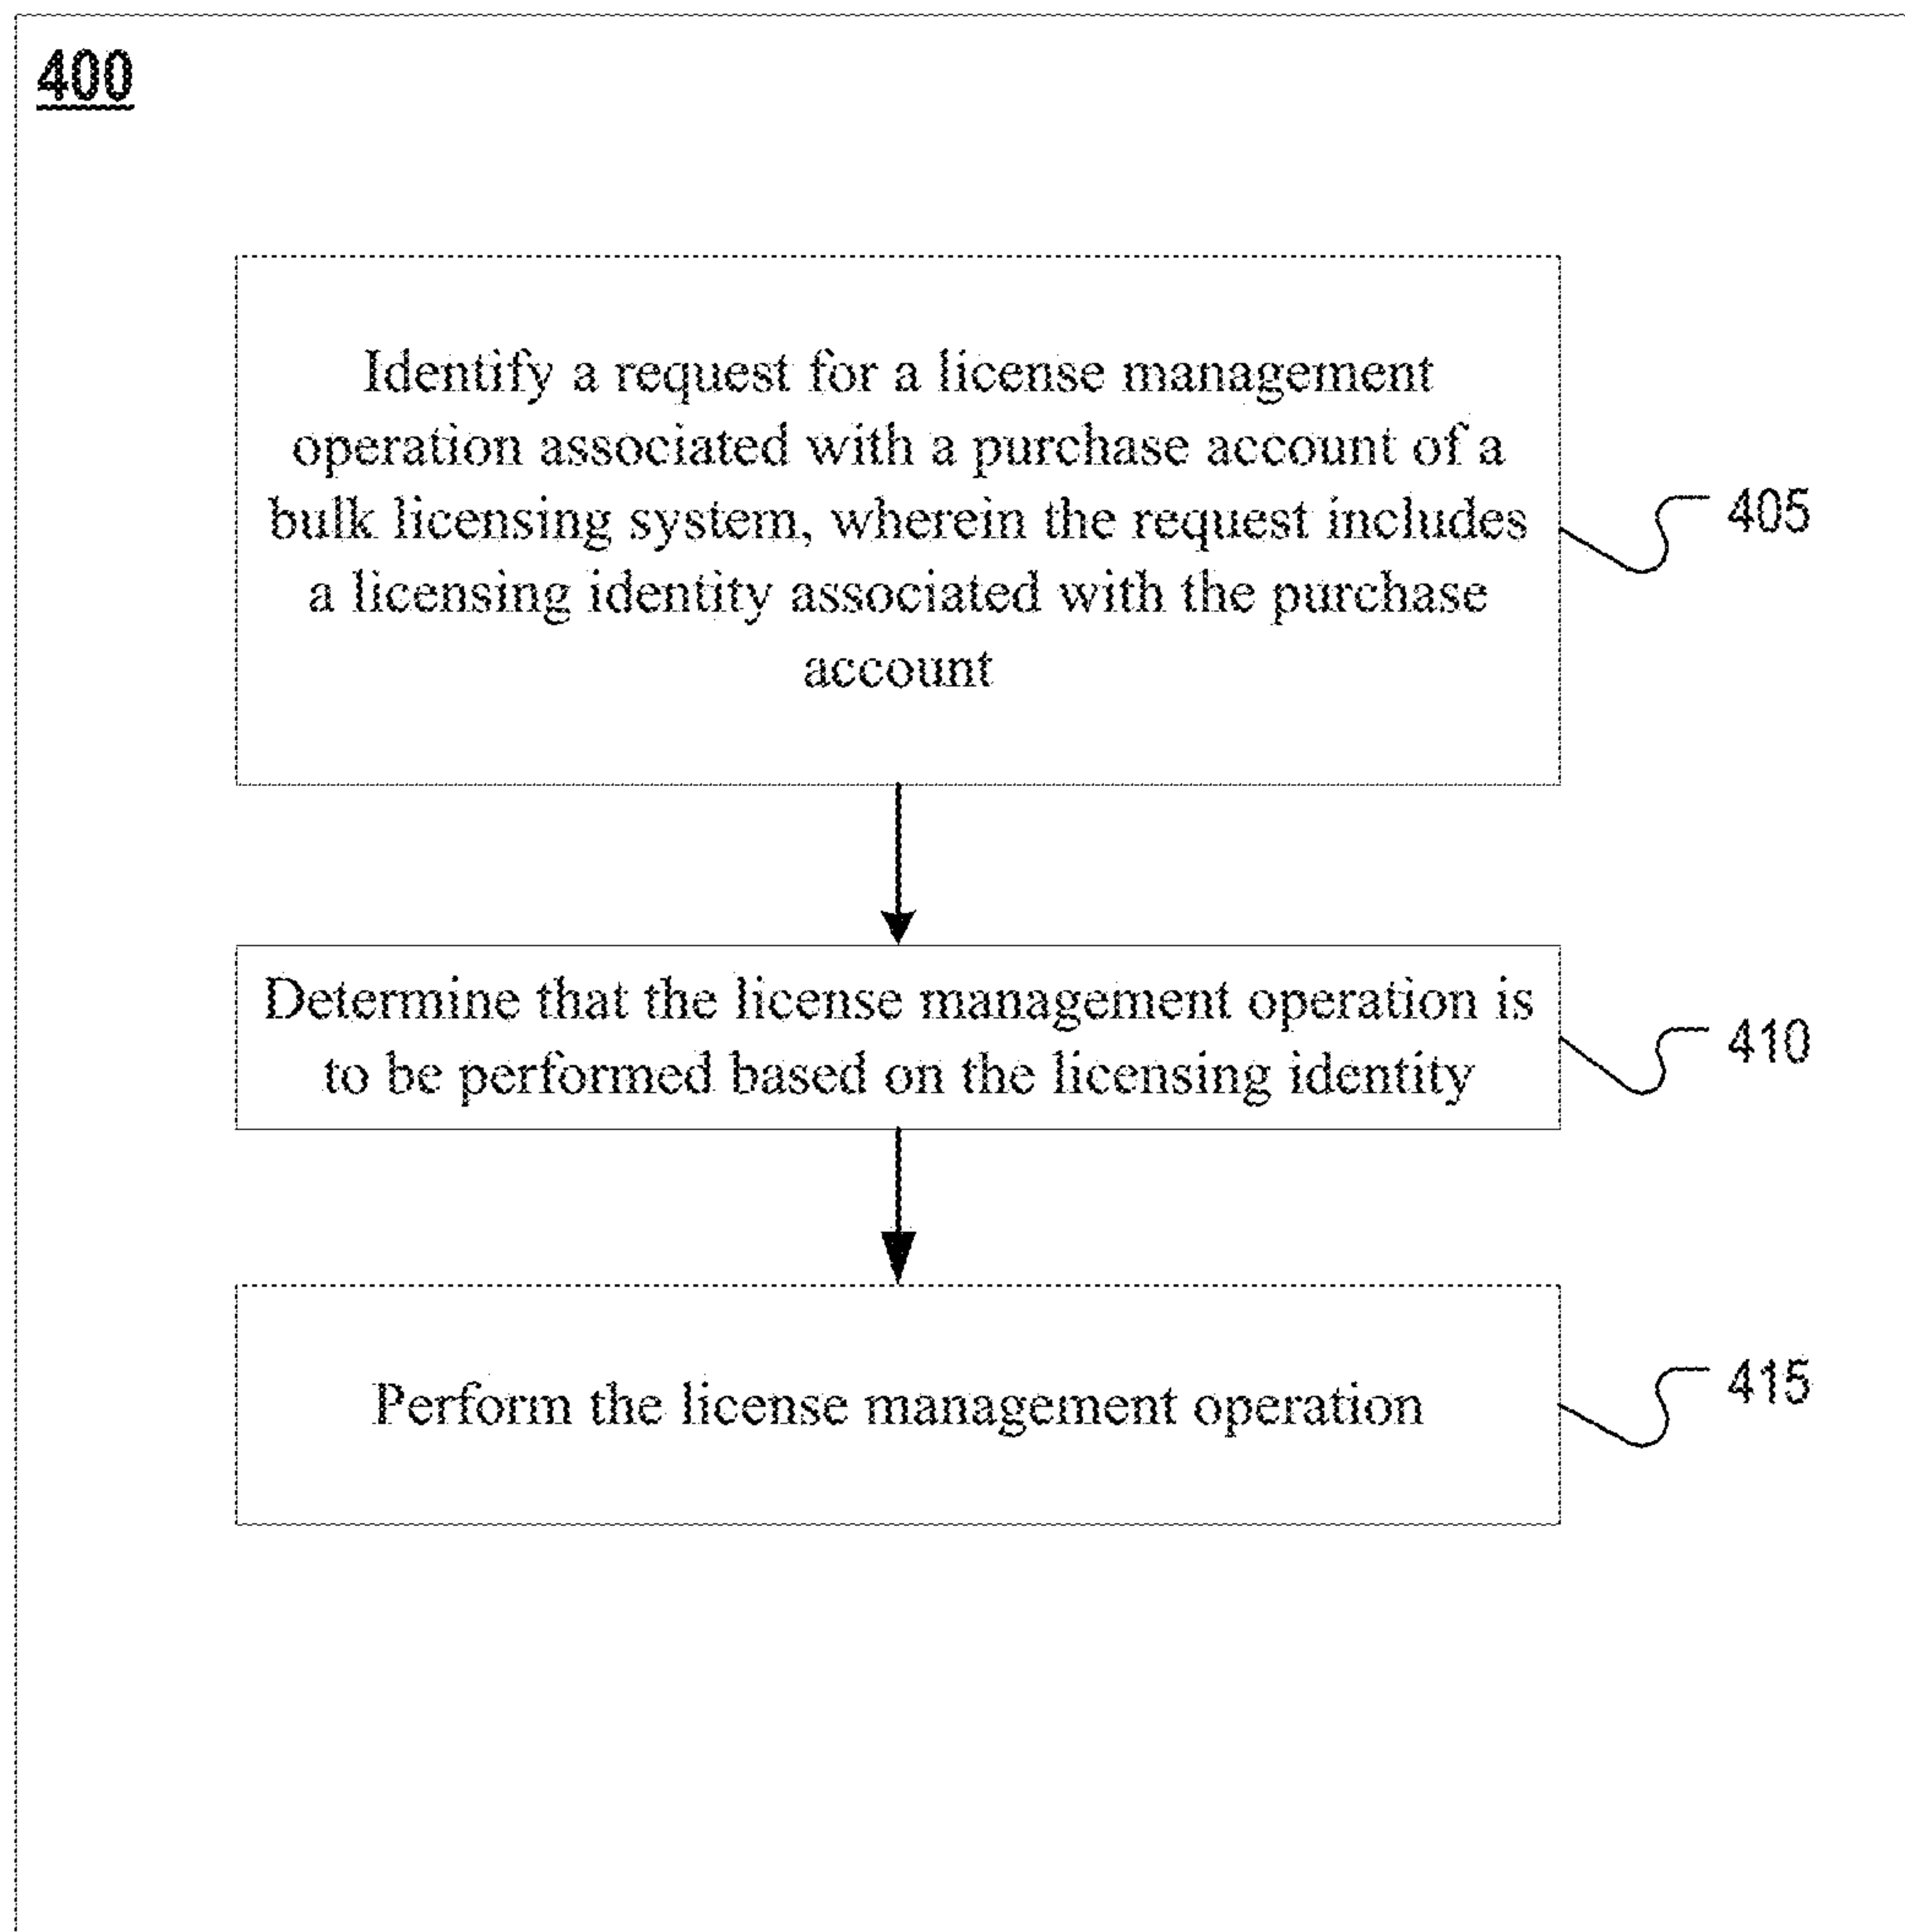 400
Identify a request for a license management
operation associated with a purchase account of a
bulk licensing system, wherein the request includes
a licensing identity associated with the purchase
account
405
Determine that the license management operation is
to be performed based on the licensing identity
410
Perform the license management operation
415